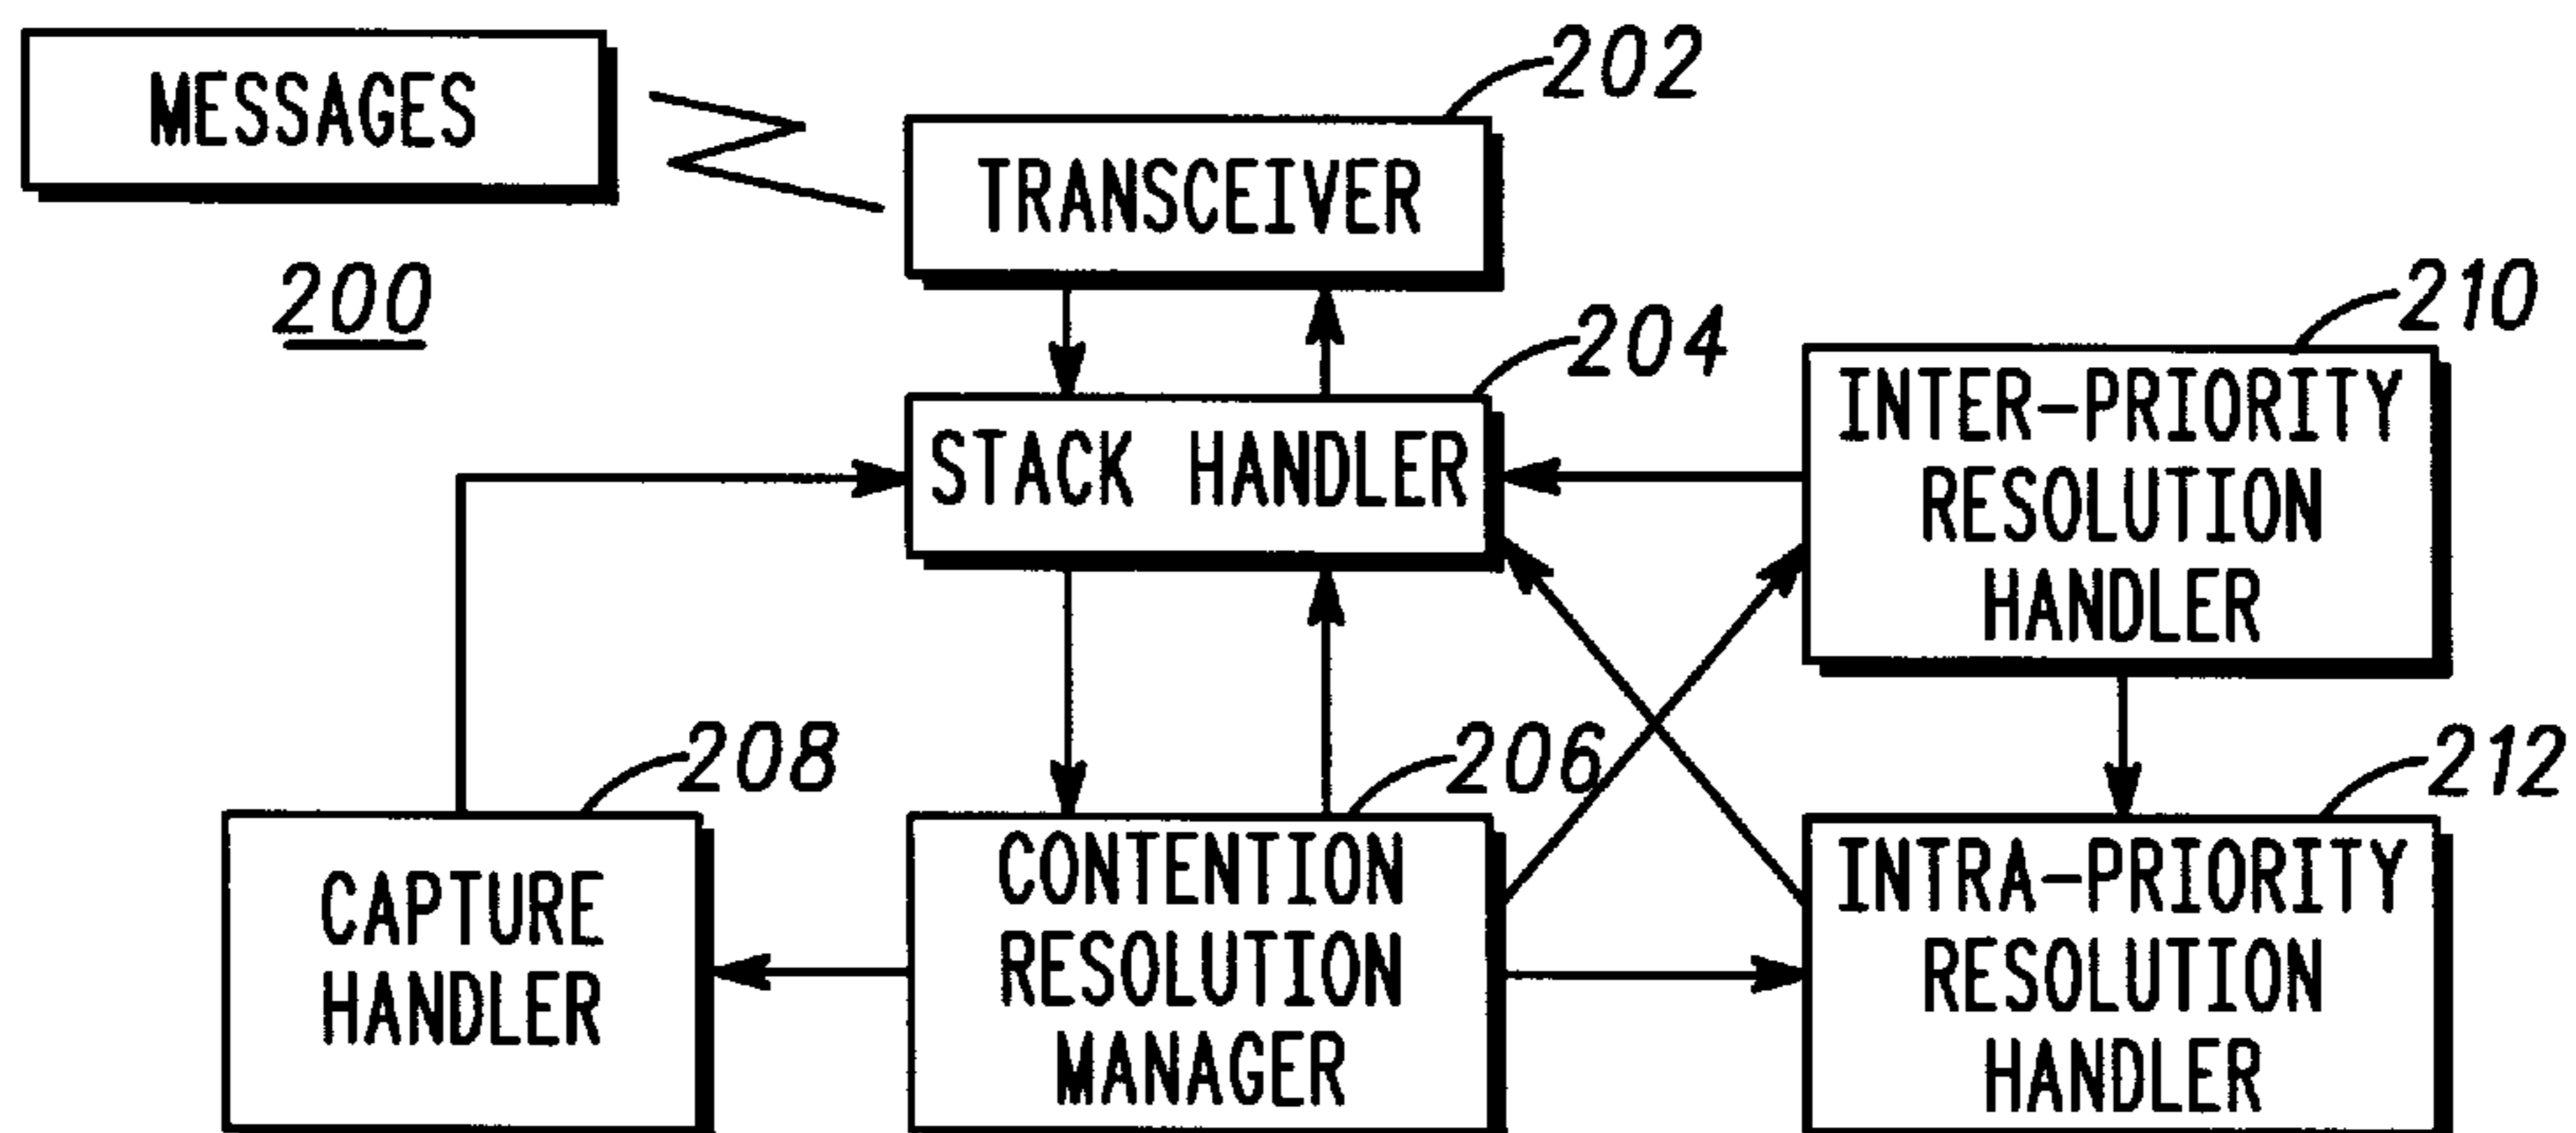 MESSAGES
202
TRANSCEIVER
200
204
210
STACK HANDLER
INTER-PRIORITY
RESOLUTION
HANDLER
208
206
212
CAPTURE
HANDLER
CONTENTION
RESOLUTION
MANAGER
INTRA-PRIORITY
RESOLUTION
HANDLER